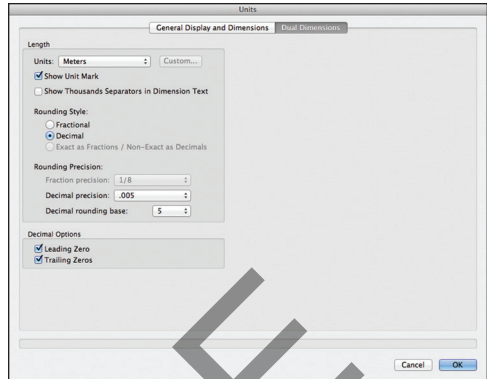 Units
General Display and Dimensions Dual Dimensions
Length
Units: Meters Custom...
Show Unit Mark
Show Thousands Separators in Dimension Text
Rounding Style:
Fractional
Decimal
Exact as Fractions / Non-Exact as Decimals
Rounding Precision:
Fraction precision: 1/8
Decimal precision: .005
Decimal rounding base: 5
Decimal Options
Leading Zero
Trailing Zeros
Cancel OK